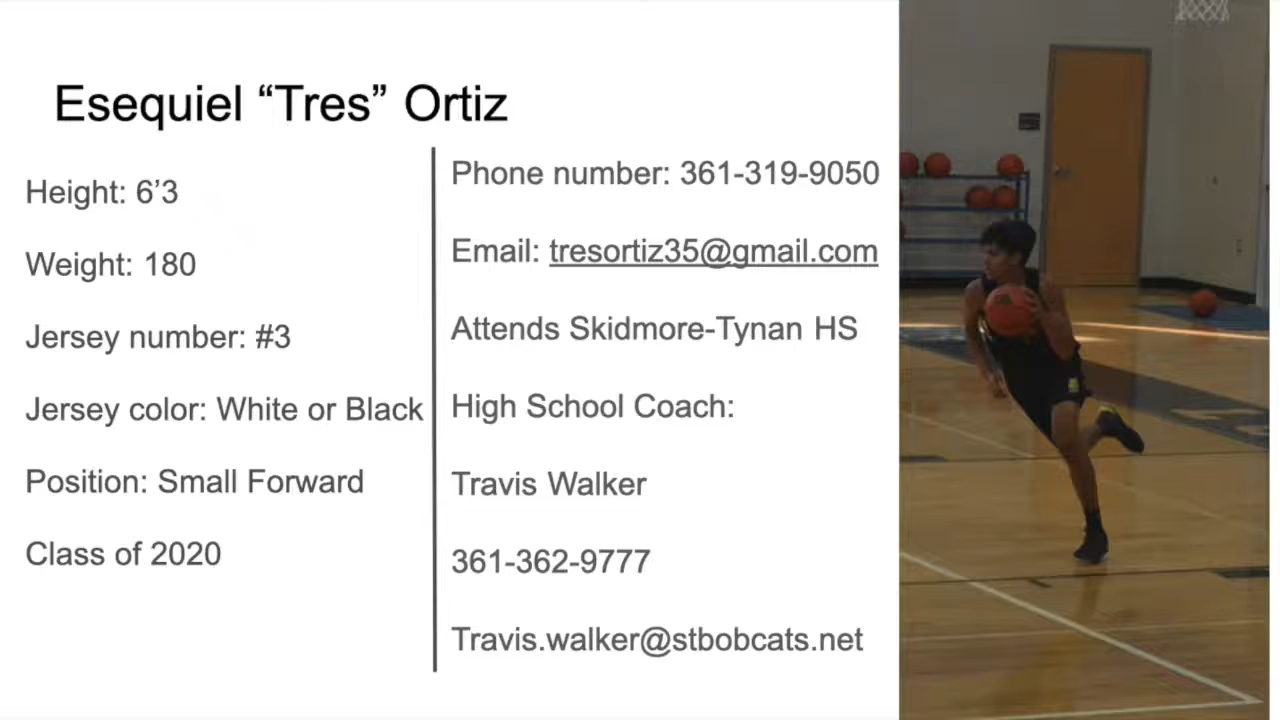 Esequiel “Tres” Ortiz
Height: 6’3
Weight: 180
Jersey number: #3
Jersey color: White or Black
Position: Small Forward
Class of 2020
Phone number: 361-319-9050
Email: tresortiz35@gmail.com
Attends Skidmore-Tynan HS
High School Coach:
Travis Walker
361-362-9777
Travis.walker@stbobcats.net